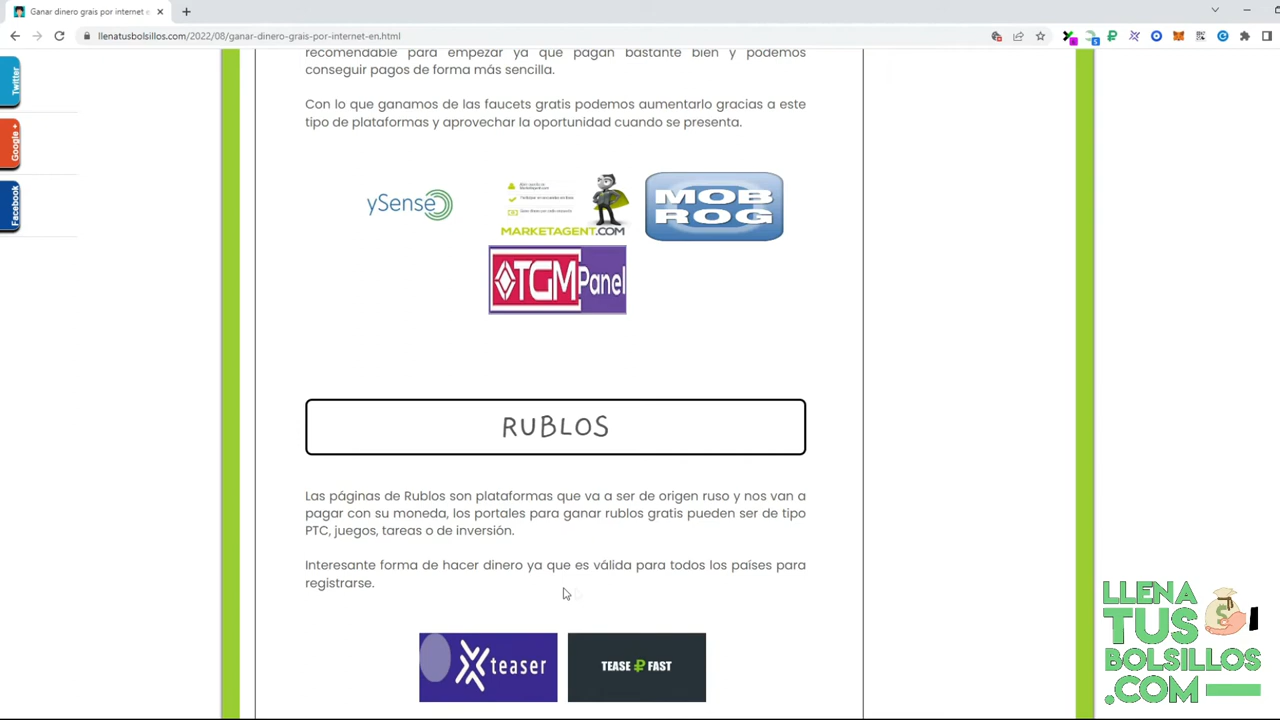 Ganar dinero grais por internet e
llenatusbolsillos.com/2022/08/ganar-dinero-grais-por-internet-en.html
Twitter
Google +
Facebook
recomendable para empezar ya que pagan bastante bien y podemos
conseguir pagos de forma más sencilla.
Con lo que ganamos de las faucets gratis podemos aumentarlo gracias a este
tipo de plataformas y aprovechar la oportunidad cuando se presenta.
ySense
MARKETAGENT.COM
MOB
ROG
TGM Panel
RUBLOS
Las páginas de Rublos son plataformas que va a ser de origen ruso y nos van a
pagar con su moneda, los portales para ganar rublos gratis pueden ser de tipo
PTC, juegos, tareas o de inversión.
Interesante forma de hacer dinero ya que es válida para todos los países para
registrarse.
teaser
TEASE FAST
LLENA
TUS
BOLSILLOS
.COM